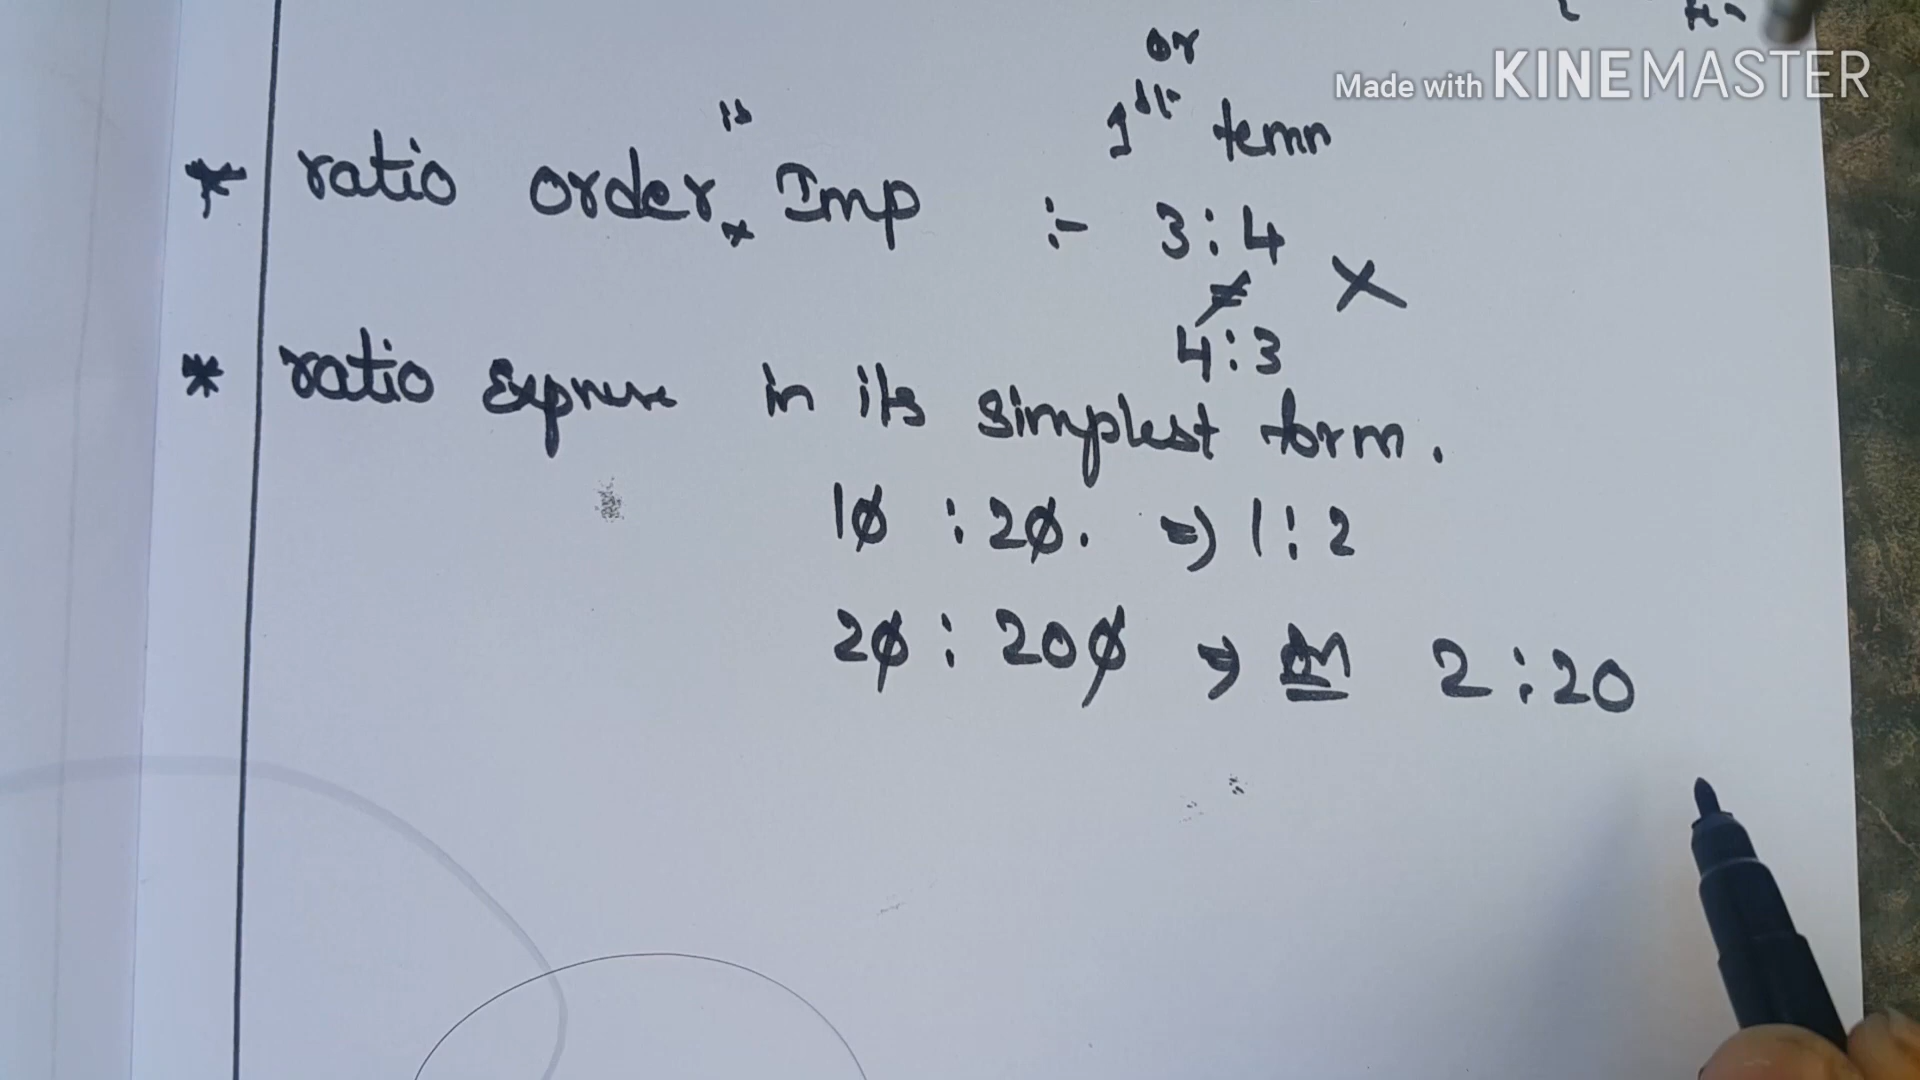 or
Made with KINEMASTER
1st term
is
* ratio order Imp :- 3:4
≠ ×
4:3
* ratio Express in its simplest form.
10 : 20. => 1:2
20 : 200 => 2:20